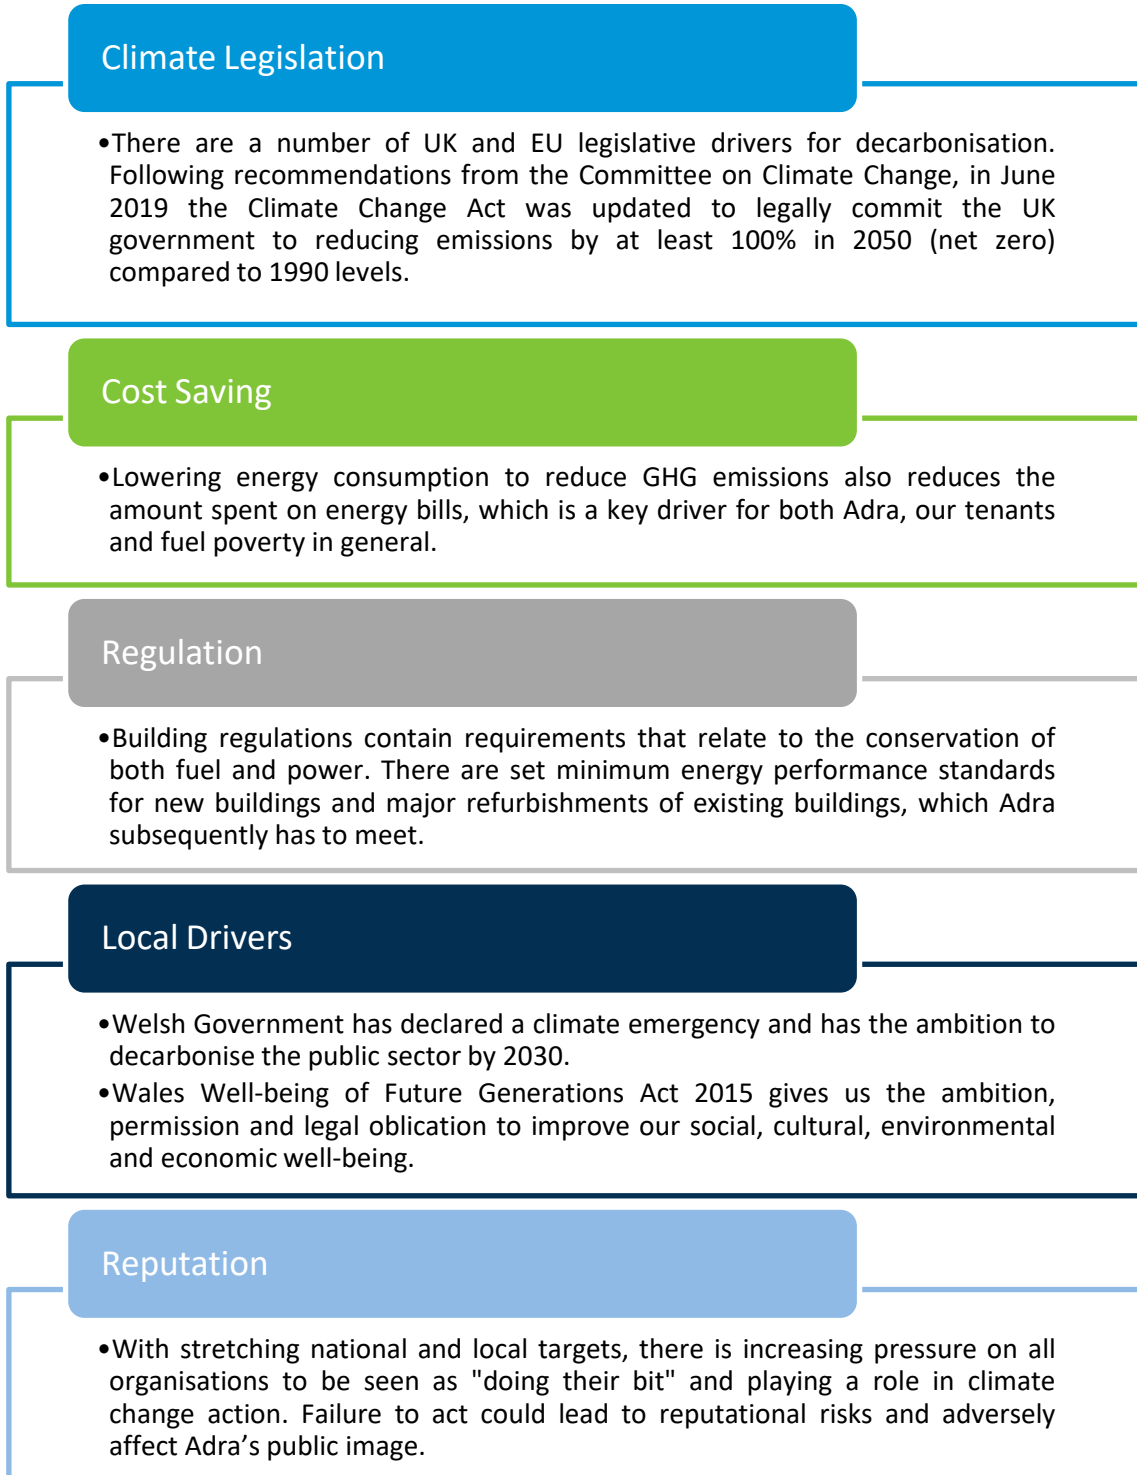 Climate Legislation
•There are a number of UK and EU legislative drivers for decarbonisation.
Following recommendations from the Committee on Climate Change, in June
2019 the Climate Change Act was updated to legally commit the UK
government to reducing emissions by at least 100% in 2050 (net zero)
compared to 1990 levels.
Cost Saving
•Lowering energy consumption to reduce GHG emissions also reduces the
amount spent on energy bills, which is a key driver for both Adra, our tenants
and fuel poverty in general.
Regulation
•Building regulations contain requirements that relate to the conservation of
both fuel and power. There are set minimum energy performance standards
for new buildings and major refurbishments of existing buildings, which Adra
subsequently has to meet.
Local Drivers
•Welsh Government has declared a climate emergency and has the ambition to
decarbonise the public sector by 2030.
•Wales Well-being of Future Generations Act 2015 gives us the ambition,
permission and legal oblication to improve our social, cultural, environmental
and economic well-being.
Reputation
•With stretching national and local targets, there is increasing pressure on all
organisations to be seen as "doing their bit" and playing a role in climate
change action. Failure to act could lead to reputational risks and adversely
affect Adra’s public image.